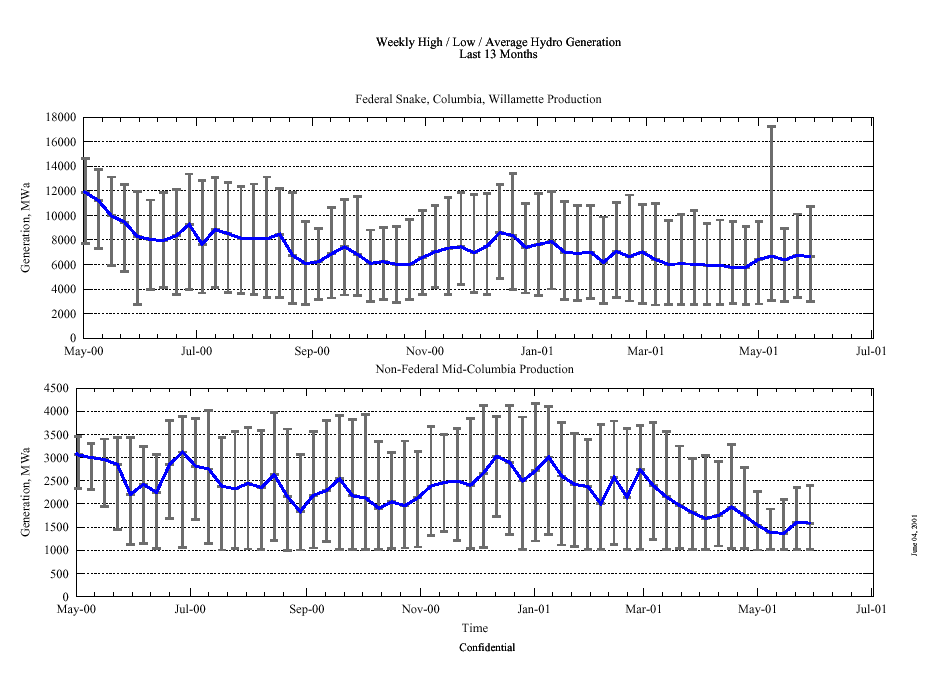 Weekly High / Low / Average Hydro Generation
Last 13 Months
Federal Snake, Columbia, Willamette Production
Generation, MWa
18000
16000
14000
12000
10000
8000
6000
4000
2000
0
May-00 Jul-00 Sep-00 Nov-00 Jan-01 Mar-01 May-01 Jul-01
Non-Federal Mid-Columbia Production
Generation, MWa
4500
4000
3500
3000
2500
2000
1500
1000
500
0
May-00 Jul-00 Sep-00 Nov-00 Jan-01 Mar-01 May-01 Jul-01
Time
Confidential
June 04, 2001